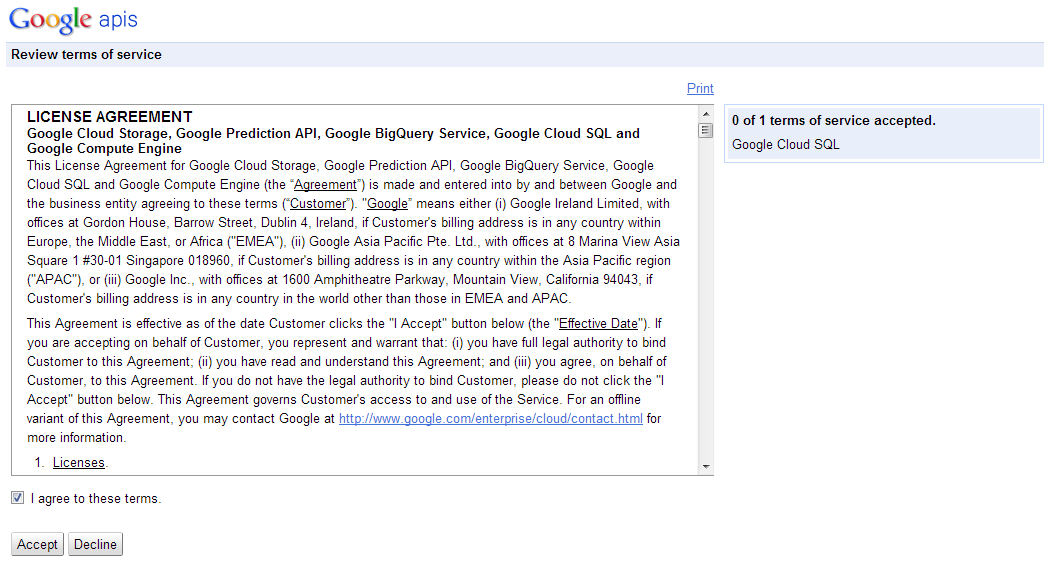 Google apis
Review terms of service
Print
LICENSE AGREEMENT
Google Cloud Storage, Google Prediction API, Google BigQuery Service, Google Cloud SQL and
Google Compute Engine
This License Agreement for Google Cloud Storage, Google Prediction API, Google BigQuery Service, Google
Cloud SQL and Google Compute Engine (the “Agreement”) is made and entered into by and between Google and
the business entity agreeing to these terms (“Customer”). "Google” means either (i) Google Ireland Limited, with
offices at Gordon House, Barrow Street, Dublin 4, Ireland, if Customer's billing address is in any country within
Europe, the Middle East, or Africa ("EMEA"), (ii) Google Asia Pacific Pte. Ltd., with offices at 8 Marina View Asia
Square 1 #30-01 Singapore 018960, if Customer's billing address is in any country within the Asia Pacific region
("APAC"), or (iii) Google Inc., with offices at 1600 Amphitheatre Parkway, Mountain View, California 94043, if
Customer's billing address is in any country in the world other than those in EMEA and APAC.
This Agreement is effective as of the date Customer clicks the "I Accept" button below (the "Effective Date"). If
you are accepting on behalf of Customer, you represent and warrant that: (i) you have full legal authority to bind
Customer to this Agreement; (ii) you have read and understand this Agreement; and (iii) you agree, on behalf of
Customer, to this Agreement. If you do not have the legal authority to bind Customer, please do not click the "I
Accept" button below. This Agreement governs Customer's access to and use of the Service. For an offline
variant of this Agreement, you may contact Google at http://www.google.com/enterprise/cloud/contact.html for
more information.
1. Licenses.
0 of 1 terms of service accepted.
Google Cloud SQL
I agree to these terms.
Accept Decline